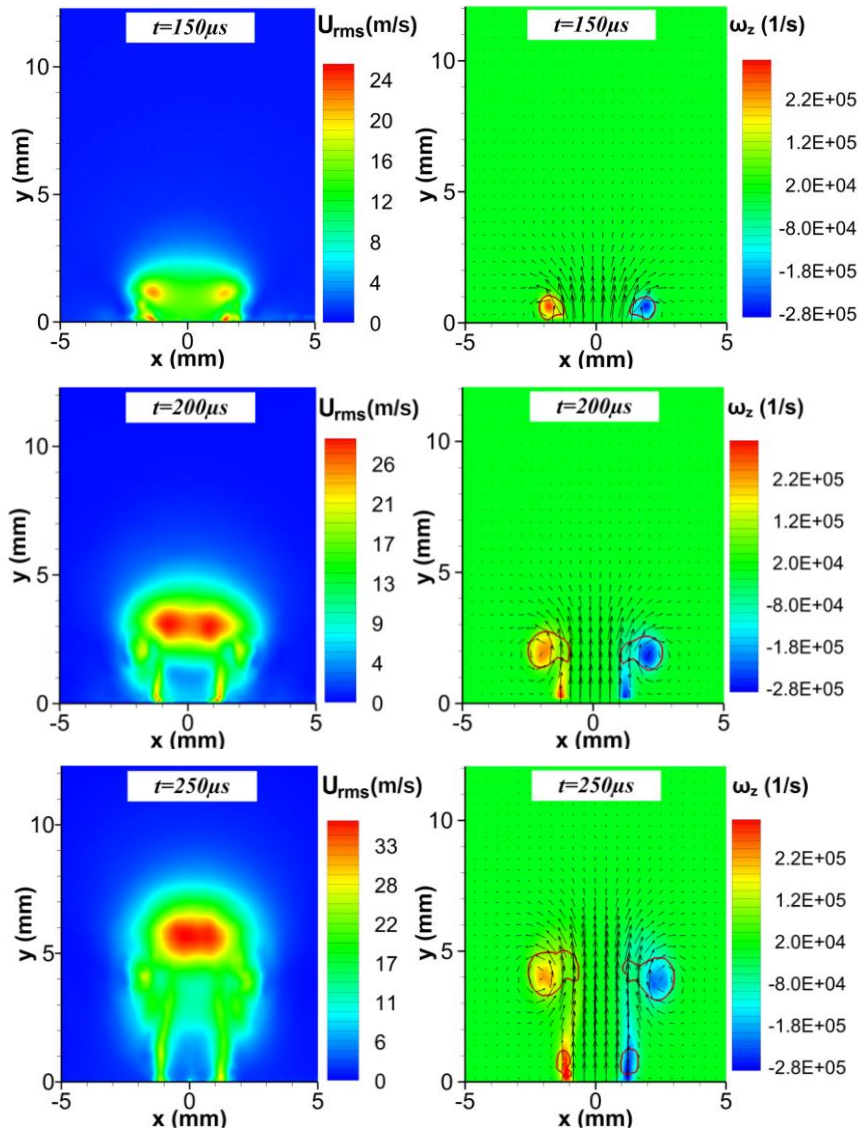 t=150μs
U_rms(m/s)
y (mm)
10
5
0
-5
0
5
x (mm)
24
20
16
12
8
4
0
t=150μs
ω_z (1/s)
y (mm)
10
5
0
-5
0
5
x (mm)
2.2E+05
1.2E+05
2.0E+04
-8.0E+04
-1.8E+05
-2.8E+05
t=200μs
U_rms(m/s)
y (mm)
10
5
0
-5
0
5
x (mm)
26
21
17
13
9
4
0
t=200μs
ω_z (1/s)
y (mm)
10
5
0
-5
0
5
x (mm)
2.2E+05
1.2E+05
2.0E+04
-8.0E+04
-1.8E+05
-2.8E+05
t=250μs
U_rms(m/s)
y (mm)
10
5
0
-5
0
5
x (mm)
33
28
22
17
11
6
0
t=250μs
ω_z (1/s)
y (mm)
10
5
0
-5
0
5
x (mm)
2.2E+05
1.2E+05
2.0E+04
-8.0E+04
-1.8E+05
-2.8E+05